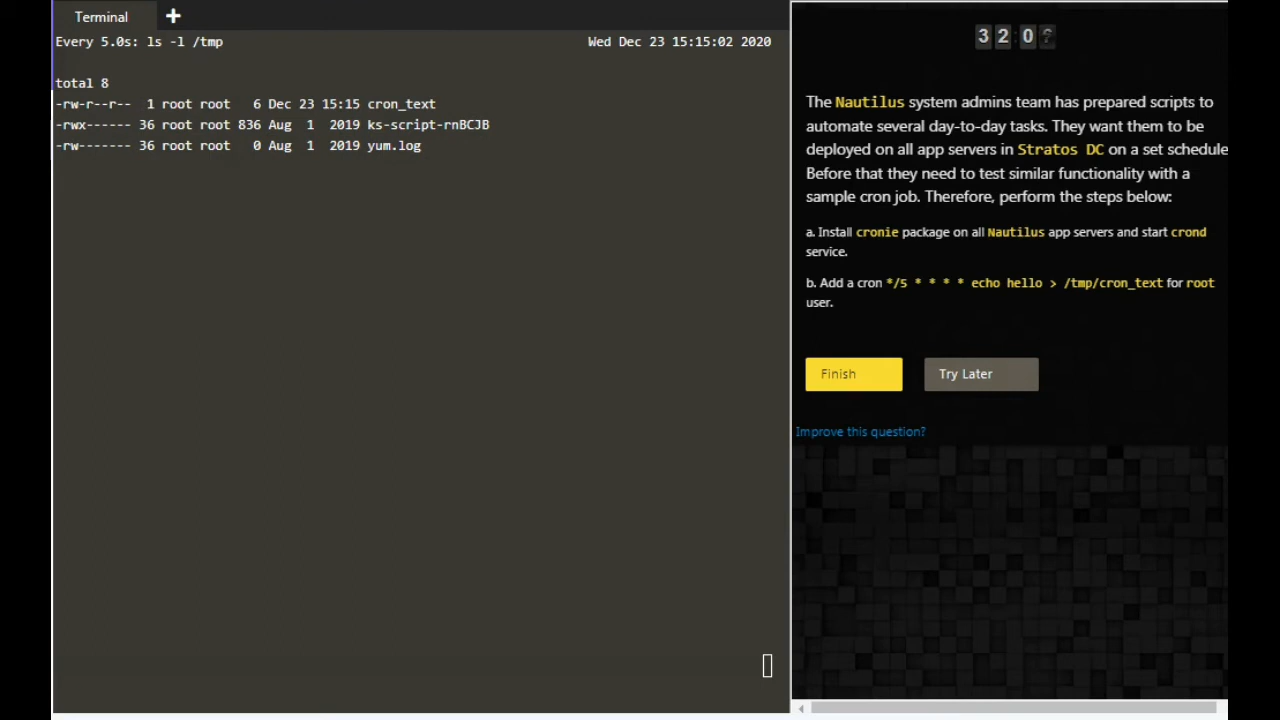 Terminal +
Every 5.0s: ls -l /tmp Wed Dec 23 15:15:02 2020
total 8
-rw-r--r-- 1 root root 6 Dec 23 15:15 cron_text
-rwx------ 36 root root 836 Aug 1 2019 ks-script-rnBCJB
-rw------- 36 root root 0 Aug 1 2019 yum.log
32:0
The Nautilus system admins team has prepared scripts to
automate several day-to-day tasks. They want them to be
deployed on all app servers in Stratos DC on a set schedule
Before that they need to test similar functionality with a
sample cron job. Therefore, perform the steps below:
a. Install cronie package on all Nautilus app servers and start crond
service.
b. Add a cron */5 * * * * echo hello > /tmp/cron_text for root
user.
Finish Try Later
Improve this question?